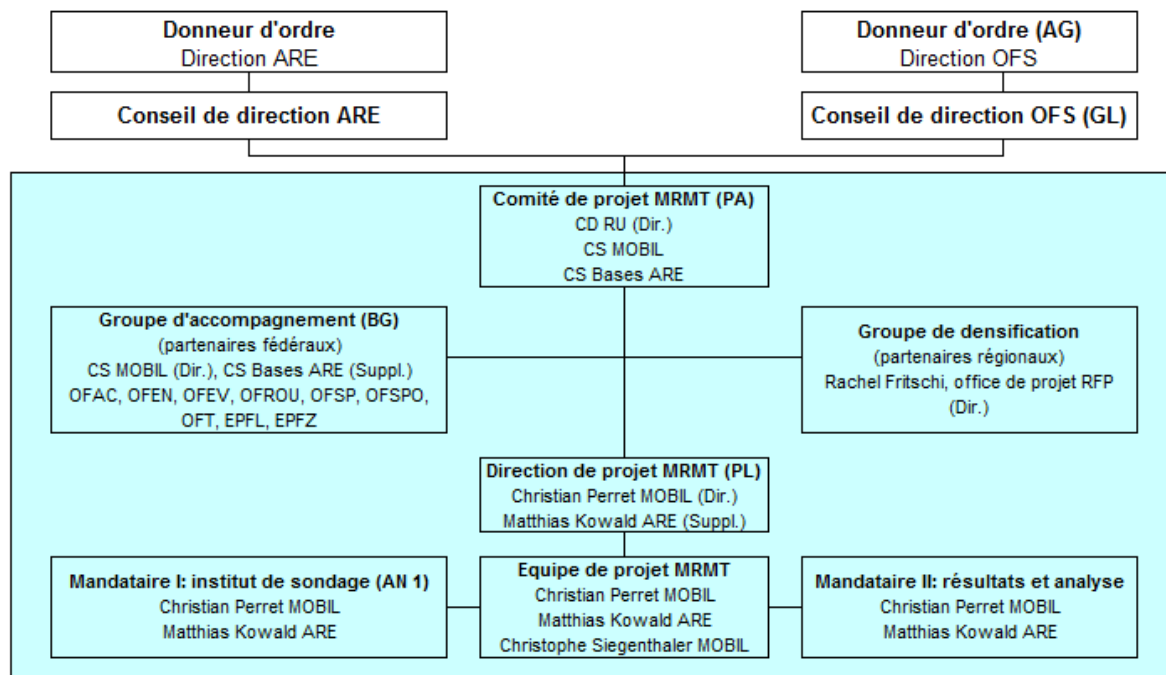 Donneur d'ordre
Direction ARE
Donneur d'ordre (AG)
Direction OFS
Conseil de direction ARE
Conseil de direction OFS (GL)
Comité de projet MRMT (PA)
CD RU (Dir.)
CS MOBIL
CS Bases ARE
Groupe d'accompagnement (BG)
(partenaires fédéraux)
CS MOBIL (Dir.), CS Bases ARE (Suppl.)
OFAC, OFEN, OFEV, OFROU, OFSP, OFSPO,
OFT, EPFL, EPFZ
Groupe de densification
(partenaires régionaux)
Rachel Fritschi, office de projet RFP
(Dir.)
Direction de projet MRMT (PL)
Christian Perret MOBIL (Dir.)
Matthias Kowald ARE (Suppl.)
Mandataire I: institut de sondage (AN 1)
Christian Perret MOBIL
Matthias Kowald ARE
Equipe de projet MRMT
Christian Perret MOBIL
Matthias Kowald ARE
Christophe Siegenthaler MOBIL
Mandataire II: résultats et analyse
Christian Perret MOBIL
Matthias Kowald ARE